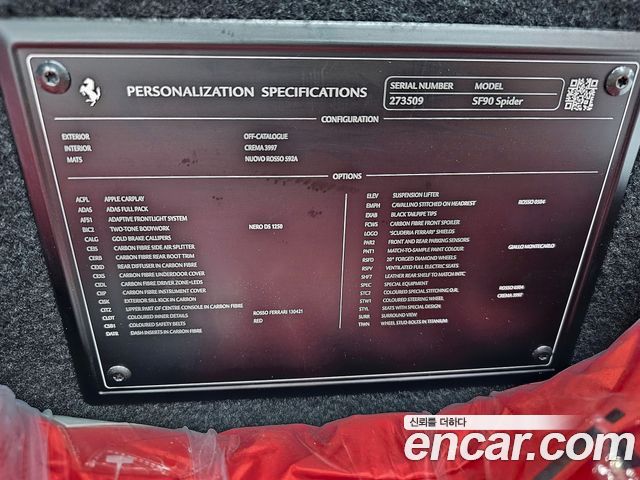 PERSONALIZATION SPECIFICATIONS
SERIAL NUMBER MODEL
273509 SF90 Spider
CONFIGURATION
EXTERIOR OFF-CATALOGUE
INTERIOR CREMA 3997
MATS NUOVO ROSSO 592A
OPTIONS
ACPL APPLE CARPLAY
ADAS ADAS FULL PACK
AFS1 ADAPTIVE FRONTLIGHT SYSTEM
BIC2 TWO-TONE BODYWORK NERO DS 1250
CALG GOLD BRAKE CALLIPERS
CEIS CARBON FIBRE SIDE AIR SPLITTER
CERB CARBON FIBRE REAR BOOT TRIM
CEXD REAR DIFFUSER IN CARBON FIBRE
CEXG CARBON FIBRE UNDERDOOR COVER
CIDL CARBON FIBRE DRIVER ZONE+LEDS
CISP CARBON FIBRE INSTRUMENT COVER
CISK EXTERIOR SILL KICK IN CARBON
CITZ UPPER PART OF CENTRE CONSOLE IN CARBON FIBRE
CLDT COLOURED INNER DETAILS ROSSO FERRARI 130421
CSB1 COLOURED SAFETY BELTS RED
DATR DASH INSERTS IN CARBON FIBRE
ELEV SUSPENSION LIFTER
EMPH CAVALLINO STITCHED ON HEADREST ROSSO 0504
EXAB BLACK TAILPIPE TIPS
FCWS CARBON FIBRE FRONT SPOILER
LOGO "SCUDERIA FERRARI" SHIELDS
PAR2 FRONT AND REAR PARKING SENSORS
PNT1 MATCH-TO-SAMPLE PAINT COLOUR GIALLO MONTECARLO
RSFD 20" FORGED DIAMOND WHEELS
RSPV VENTILATED FULL ELECTRIC SEATS
SHF7 LEATHER REAR SHELF TO MATCH INTC
SPEC SPECIAL EQUIPMENT
STC2 COLOURED SPECIAL STITCHING O.R. ROSSO 0504
STW1 COLOURED STEERING WHEEL CREMA 3997
STYL SEATS WITH DESIGN SPECIAL
SURR SURROUND VIEW
TWIN WHEEL STUD BOLTS IN TITANIUM
신뢰를 더하다
encar.com